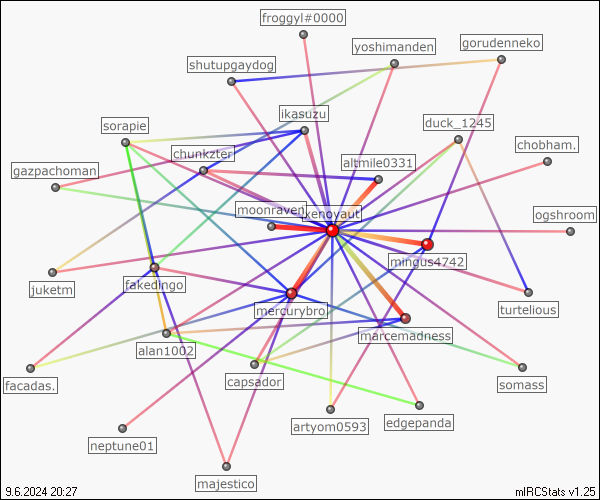 froggyl#0000
yoshimanden
gorudenneko
shutupgaydog
ikasuzu
duck_1245
sorapie
chunkzter
chobham.
altmile0331
gazpachoman
moonraven
xenoyaut
ogshroom
mingus4742
juketm
fakedingo
turtelious
mercurybro
marcemadness
alan1002
facadas.
capsador
somass
artyom0593
edgepanda
neptune01
majestico
9.6.2024 20:27
mIRCStats v1.25